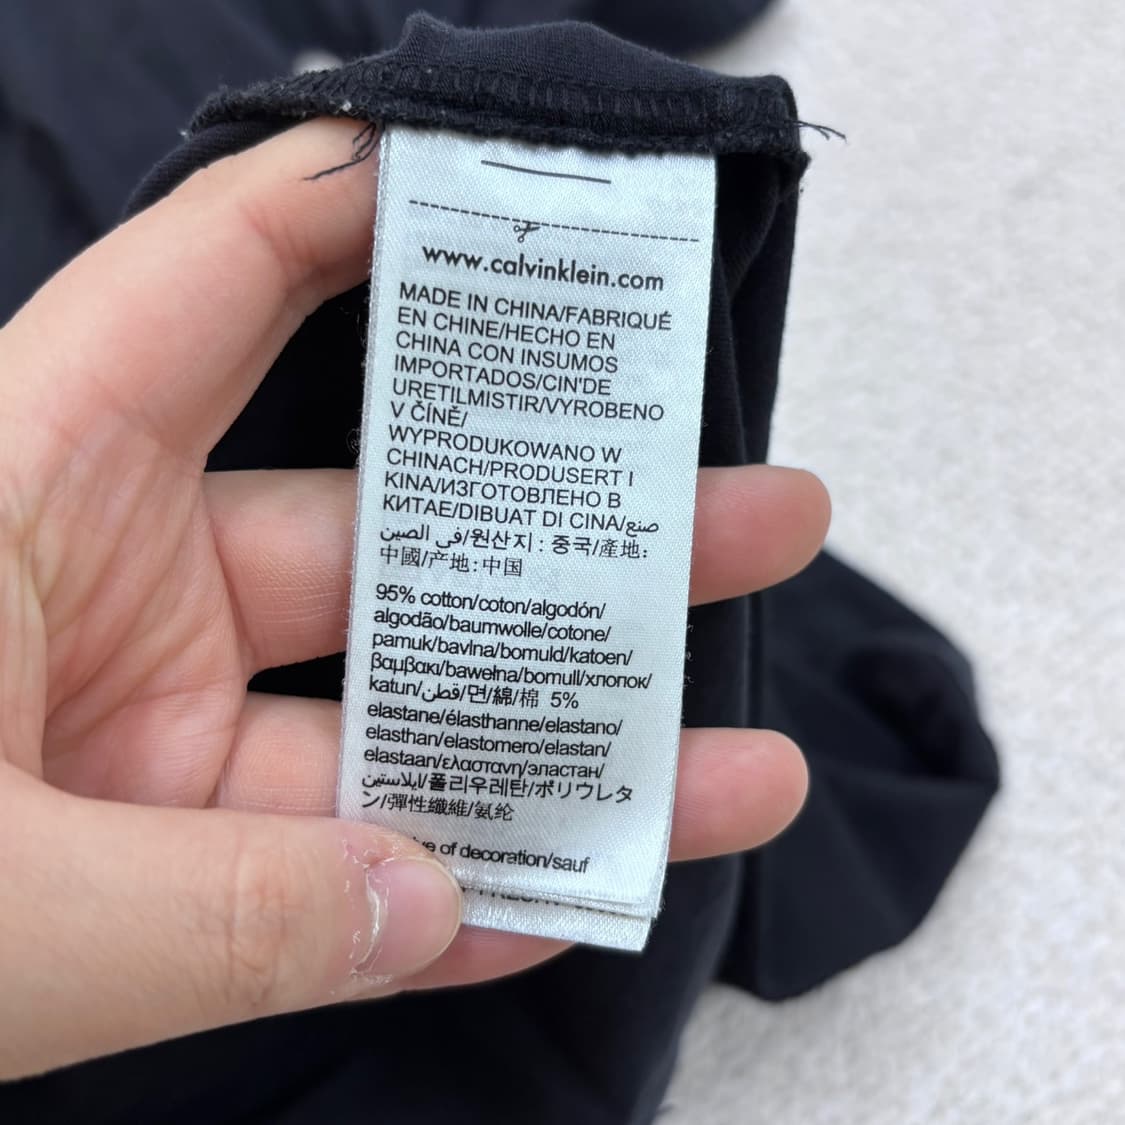 www.calvinklein.com
MADE IN CHINA/FABRIQUÉ
EN CHINE/HECHO EN
CHINA CON INSUMOS
IMPORTADOS/CIN'DE
URETILMISTIR/VYROBENO
V ČÍNĚ/
WYPRODUKOWANO W
CHINACH/PRODUSERT I
KINA/ИЗГОТОВЛЕНО В
КИТАЕ/DIBUAT DI CINA/صنع
في الصين/원산지 : 중국/產地:
中國/产地:中国
95% cotton/coton/algodón/
algodão/baumwolle/cotone/
pamuk/bavlna/bomuld/katoen/
βαμβακι/bawełna/bomull/хлопок/
katun/قطن/면/綿/棉 5%
elastane/élasthanne/elastano/
elasthan/elastomero/elastan/
elastaan/ελαστανη/эластан/
ايلاستين/폴리우레탄/ポリウレタ
ン/彈性纖維/氨纶
of decoration/sauf